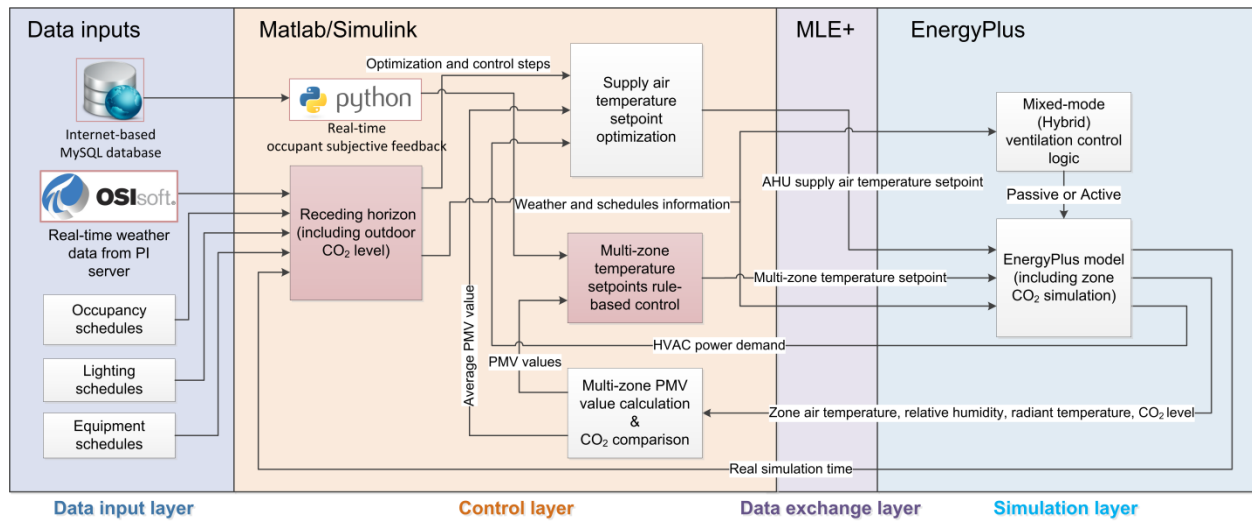 Data inputs
Internet-based
MySQL database
OSIsoft.
Real-time weather
data from PI
server
Occupancy
schedules
Lighting
schedules
Equipment
schedules
Data input layer
Matlab/Simulink
Optimization and control steps
python
Real-time
occupant subjective feedback
Receding horizon
(including outdoor
CO₂ level)
Supply air
temperature
setpoint
optimization
Weather and schedules information
Multi-zone
temperature
setpoints rule-
based control
Average PMV value
PMV values
HVAC power demand
Multi-zone PMV
value calculation
&
CO₂ comparison
Real simulation time
Control layer
MLE+
AHU supply air temperature setpoint
Multi-zone temperature setpoint
Zone air temperature, relative humidity, radiant temperature, CO₂ level
Data exchange layer
EnergyPlus
Mixed-mode
(Hybrid)
ventilation control
logic
Passive or Active
EnergyPlus model
(including zone
CO₂ simulation)
Simulation layer